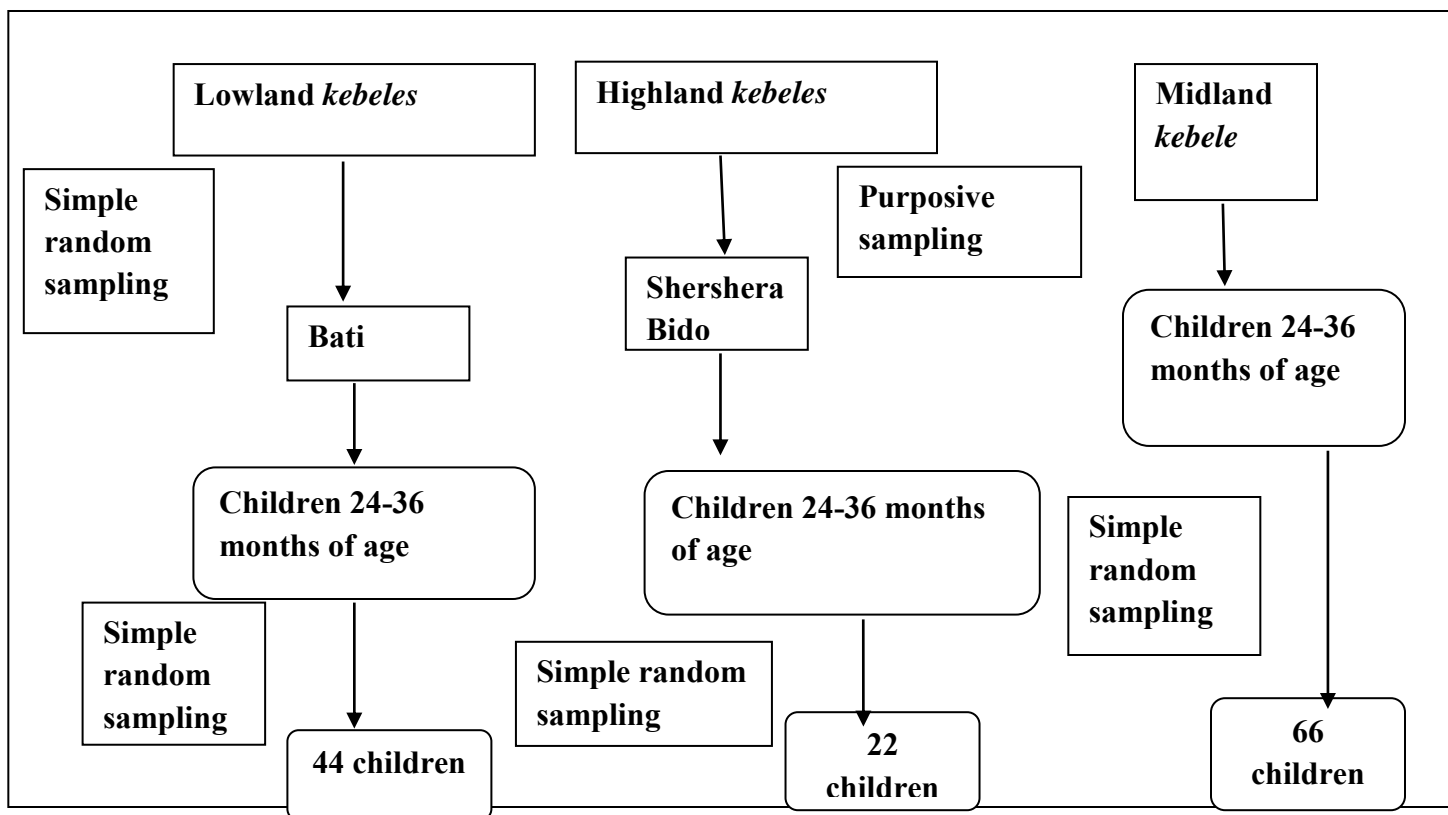 Lowland kebeles
Highland kebeles
Midland
kebele
Simple
random
sampling
Purposive
sampling
Bati
Shershera
Bido
Children 24-36
months of age
Children 24-36
months of age
Children 24-36 months
of age
Simple
random
sampling
Simple
random
sampling
Simple random
sampling
44 children
22
children
66
children